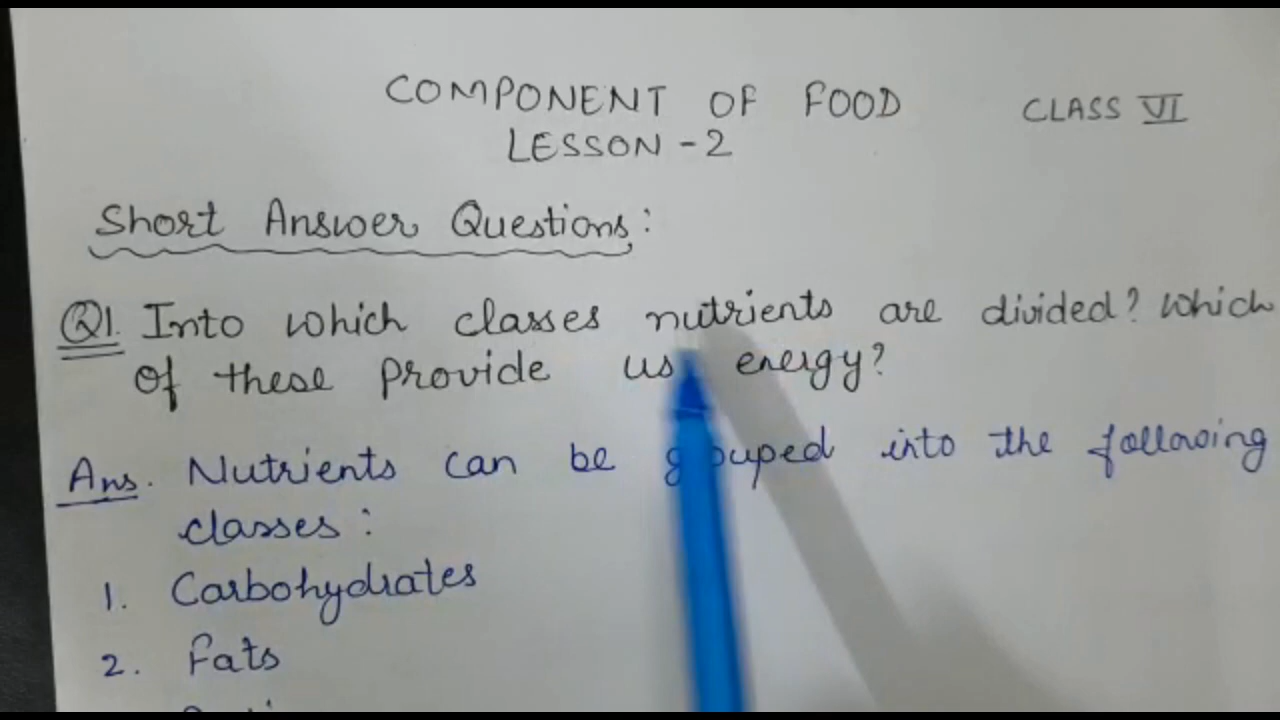 COMPONENT OF FOOD CLASS VI
LESSON - 2
Short Answer Questions:
Q1. Into which classes nutrients are divided? Which
of these provide us energy?
Ans. Nutrients can be grouped into the following
classes:
1. Carbohydrates
2. Fats